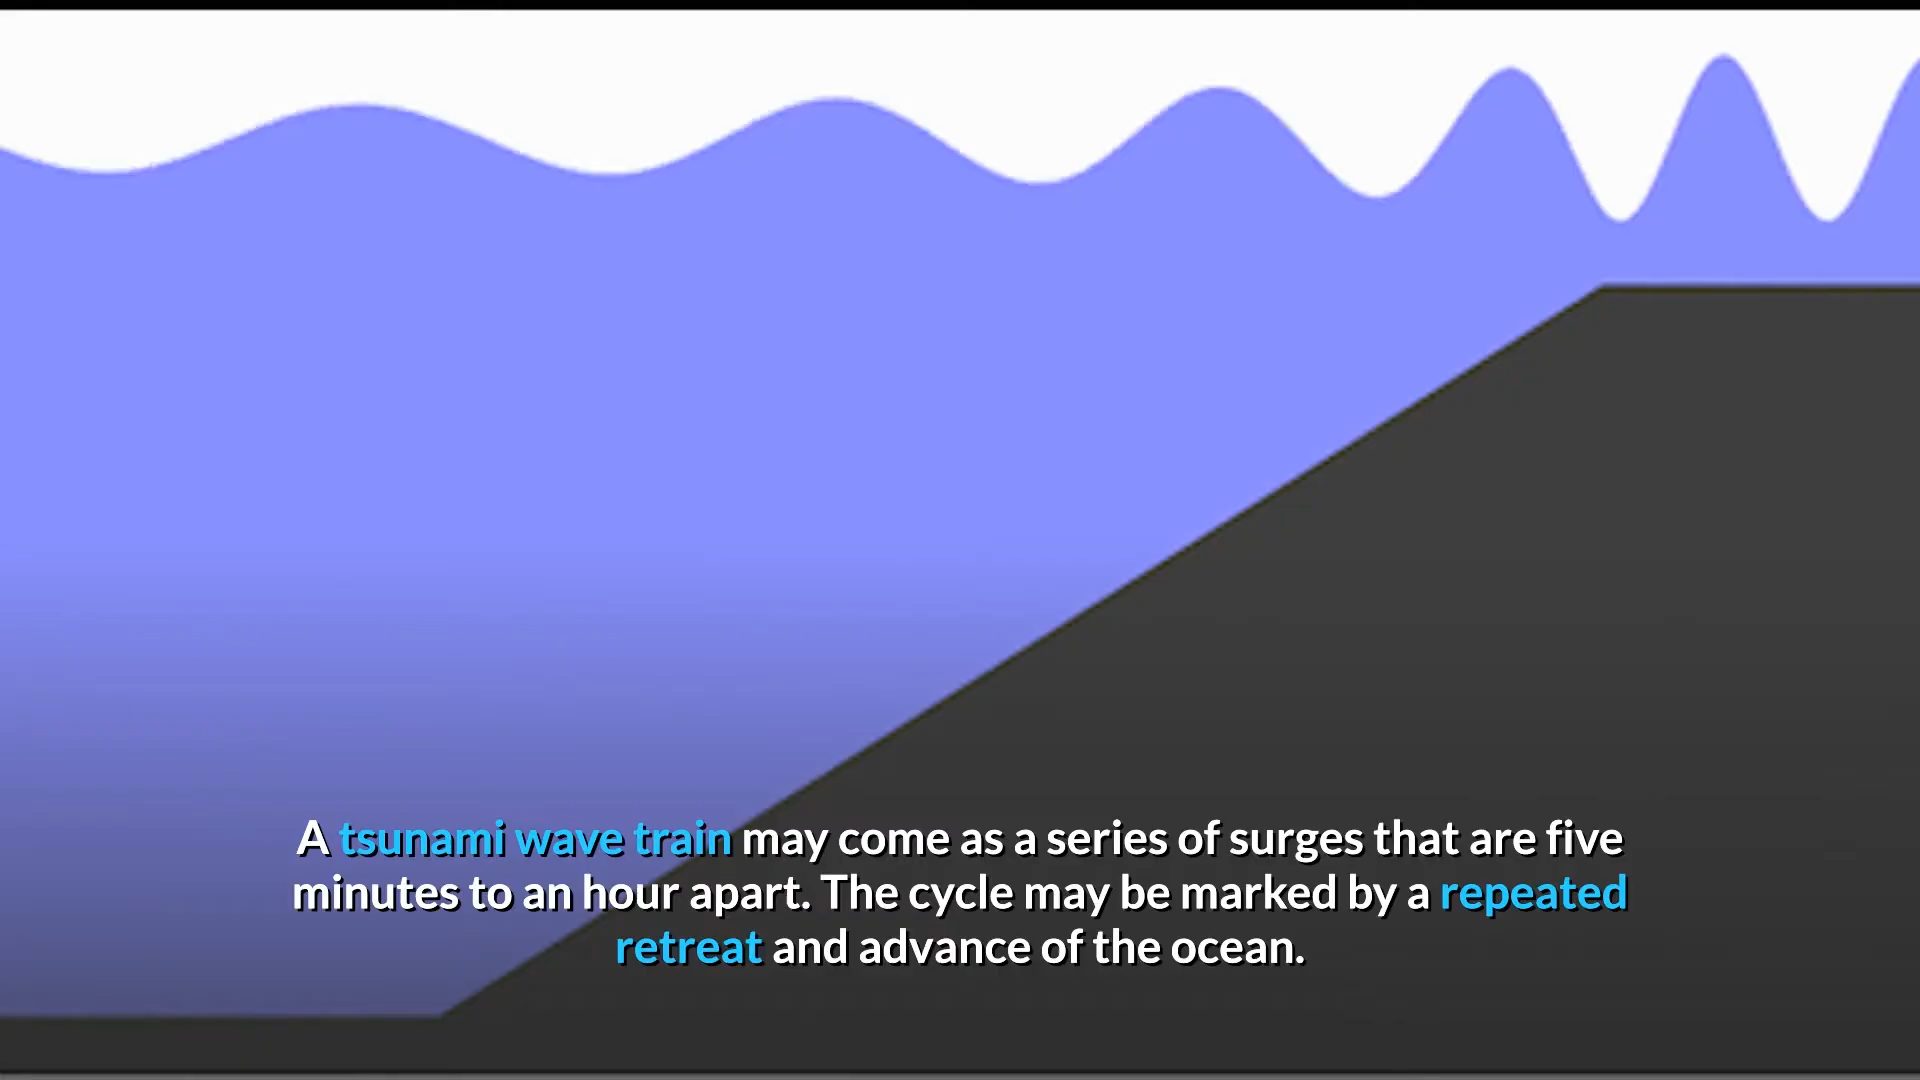 A tsunami wave train may come as a series of surges that are five
minutes to an hour apart. The cycle may be marked by a repeated
retreat and advance of the ocean.